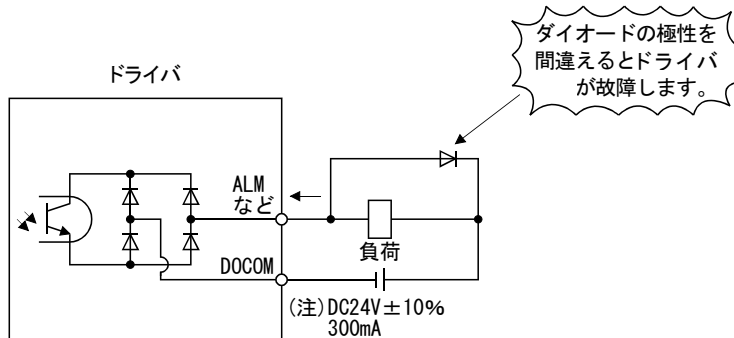 ダイオードの極性を
間違えるとドライバ
が故障します。
ドライバ
ALM
など
負荷
DOCOM
(注)DC24V±10%
300mA